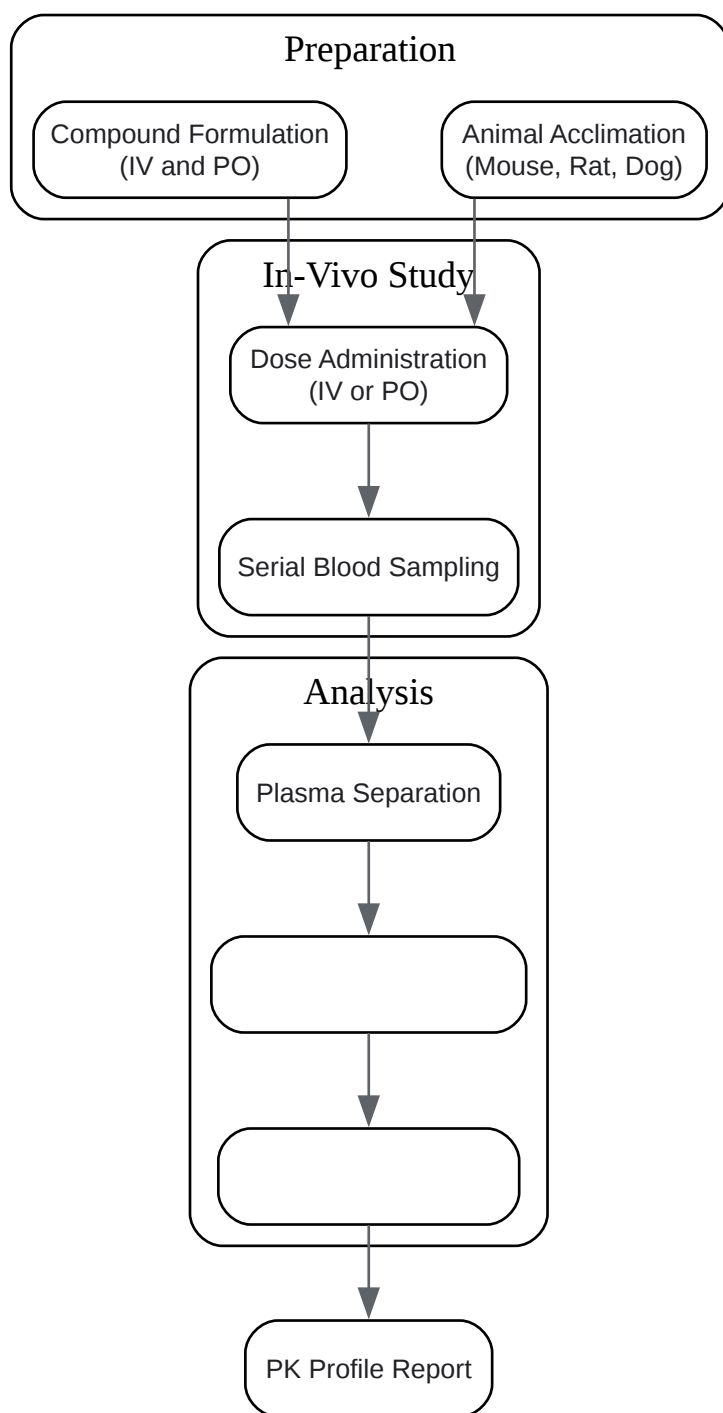 Preparation
Compound Formulation
(IV and PO)
Animal Acclimation
(Mouse, Rat, Dog)
In-Vivo Study
Dose Administration
(IV or PO)
Serial Blood Sampling
Analysis
Plasma Separation
PK Profile Report